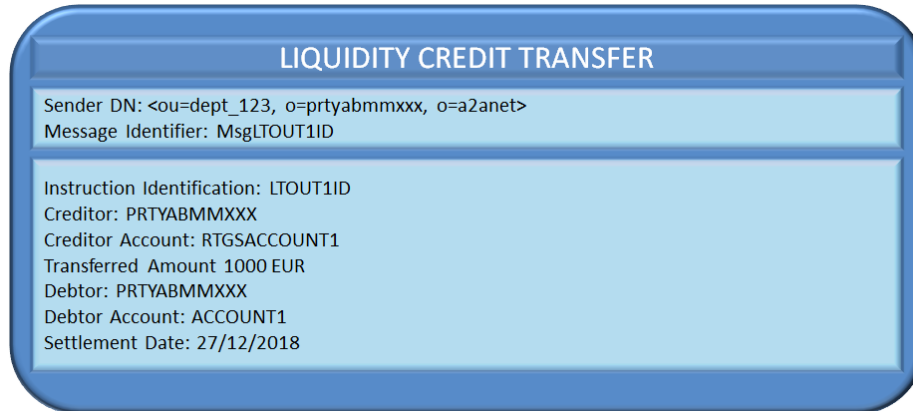 LIQUIDITY CREDIT TRANSFER
Sender DN: <ou=dept_123, o=prtyabmmxxx, o=a2anet>
Message Identifier: MsgLTOUT1ID
Instruction Identification: LTOUT1ID
Creditor: PRTYABMMXXX
Creditor Account: RTGSACCOUNT1
Transferred Amount 1000 EUR
Debtor: PRTYABMMXXX
Debtor Account: ACCOUNT1
Settlement Date: 27/12/2018